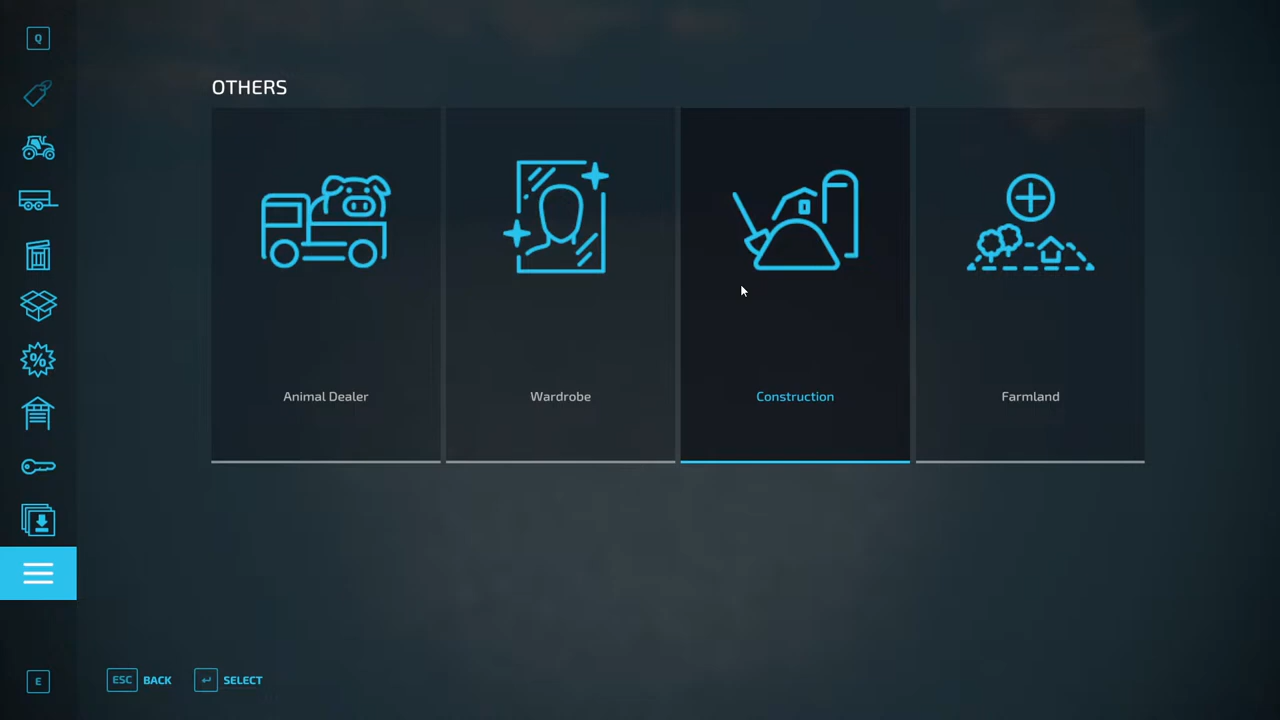 Q
OTHERS
%
Animal Dealer
Wardrobe
Construction
Farmland
E
ESC BACK
SELECT